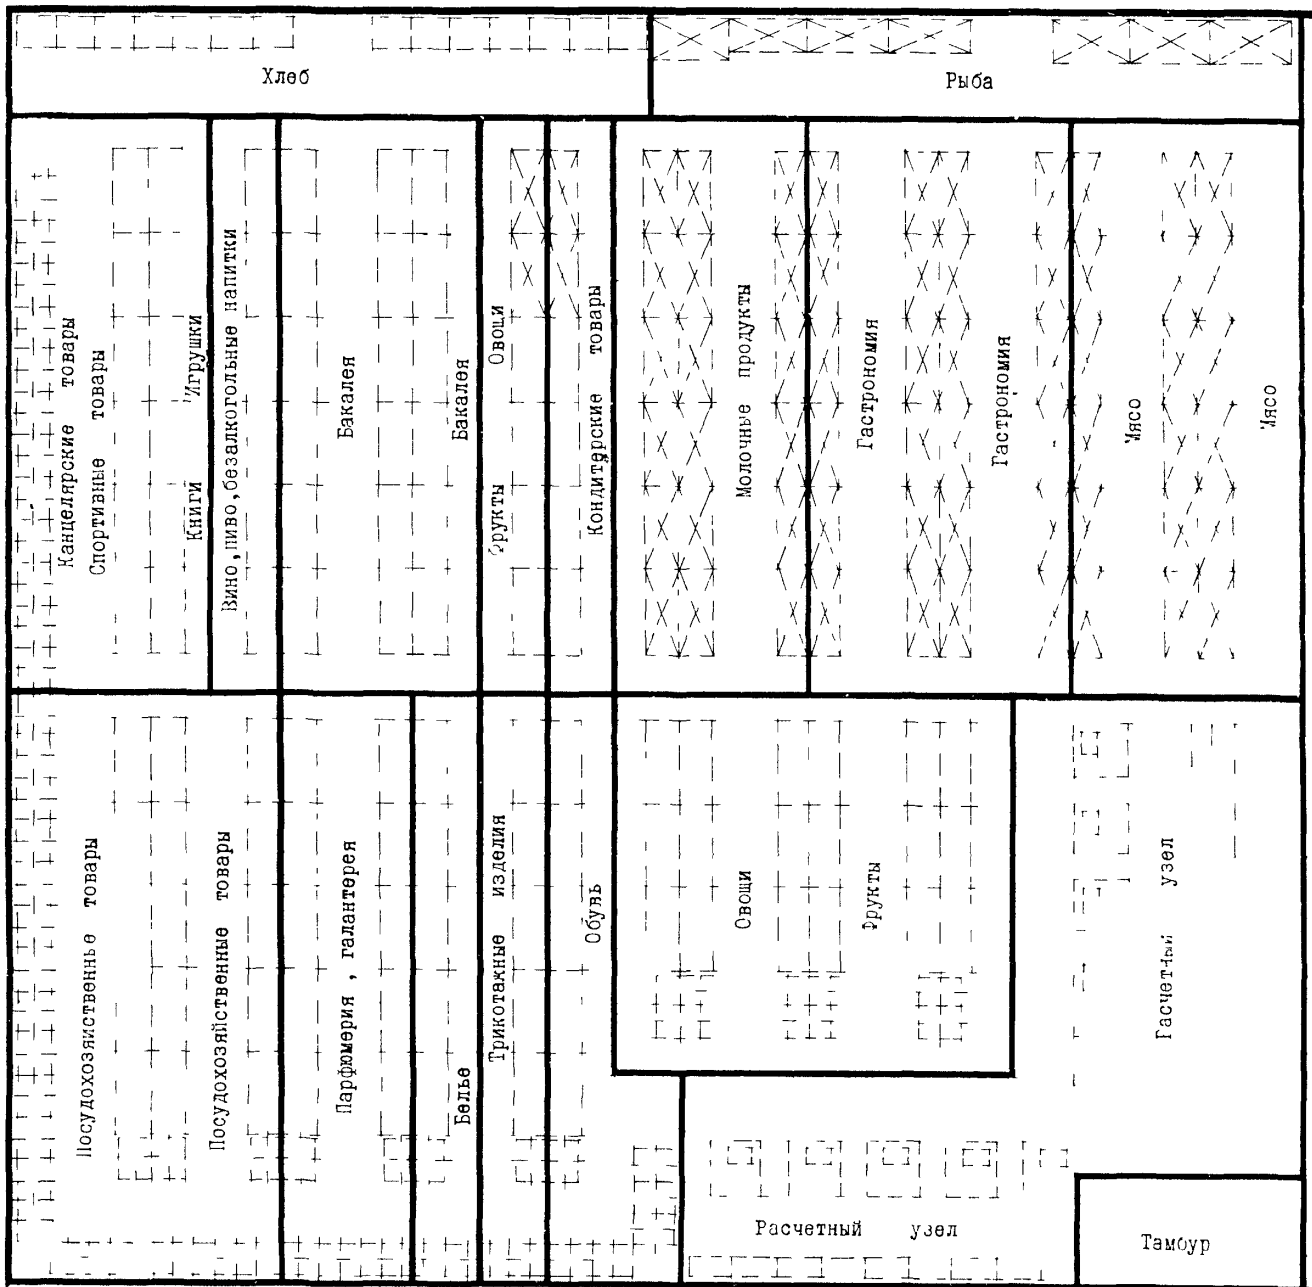 Хлеб
Рыба
Канцелярские товары
Спортивные товары
Книги Игрушки
Вино,пиво,безалкогольные напитки
Бакалея
Бакалея
Фрукты Овощи
Кондитерские товары
Молочные продукты
Гастрономия
Гастрономия
Мясо
Мясо
Посудохозяиственные товары
Посудохозяйственные товары
Парфюмерия , галантерея
Белье
Трикотажные изделия
Обувь
Овощи
Фрукты
Расчетный узел
Расчетный узел
Тамбур